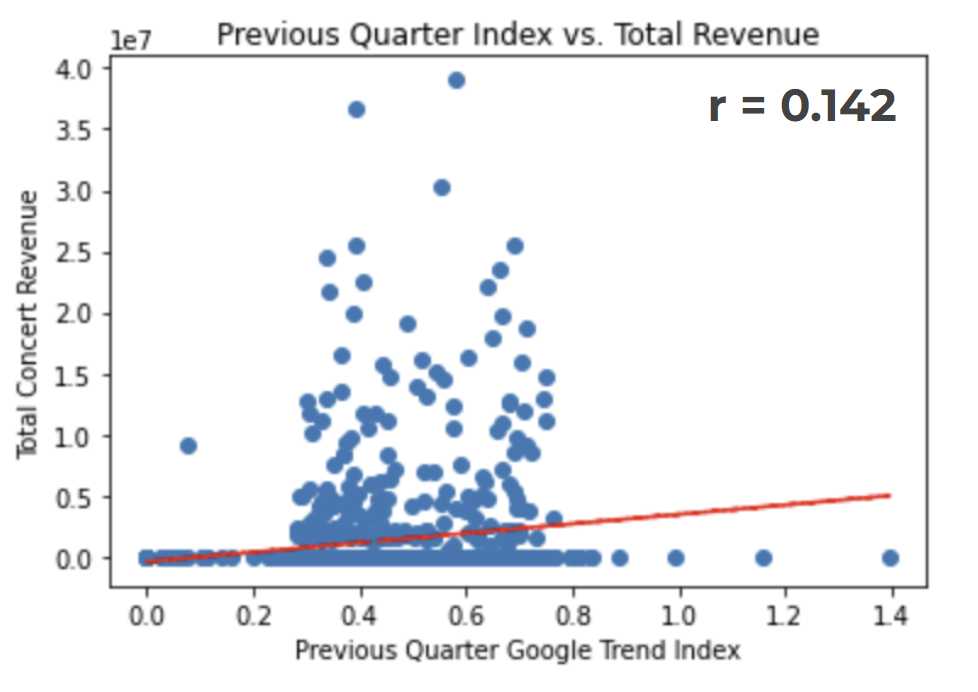 Previous Quarter Index vs. Total Revenue
1e7
r = 0.142
4.0
3.5
3.0
2.5
2.0
1.5
1.0
0.5
0.0
Total Concert Revenue
0.0 0.2 0.4 0.6 0.8 1.0 1.2 1.4
Previous Quarter Google Trend Index